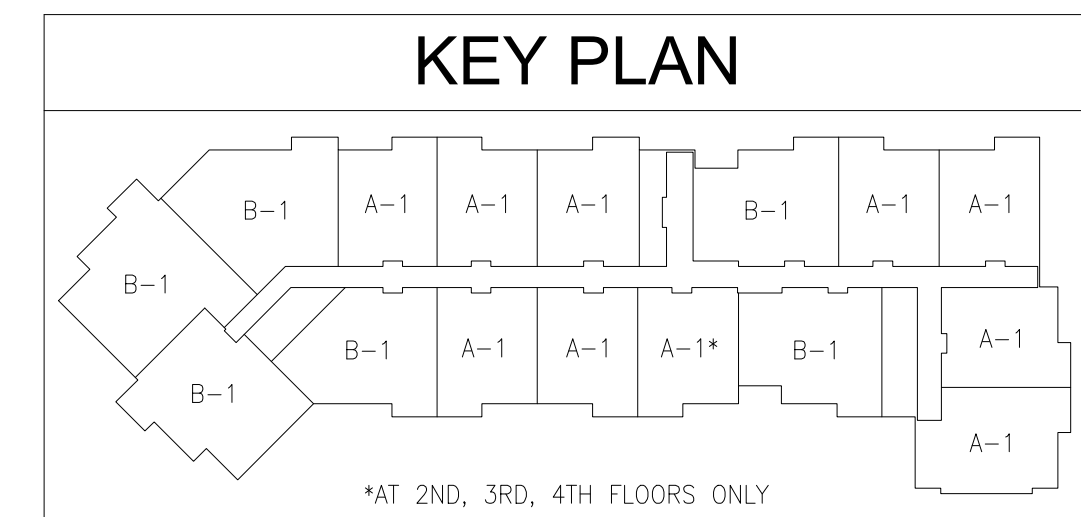 KEY PLAN
B-1 A-1 A-1 A-1 B-1 A-1 A-1
B-1
B-1 A-1 A-1 A-1* B-1 A-1
B-1
A-1
*AT 2ND, 3RD, 4TH FLOORS ONLY